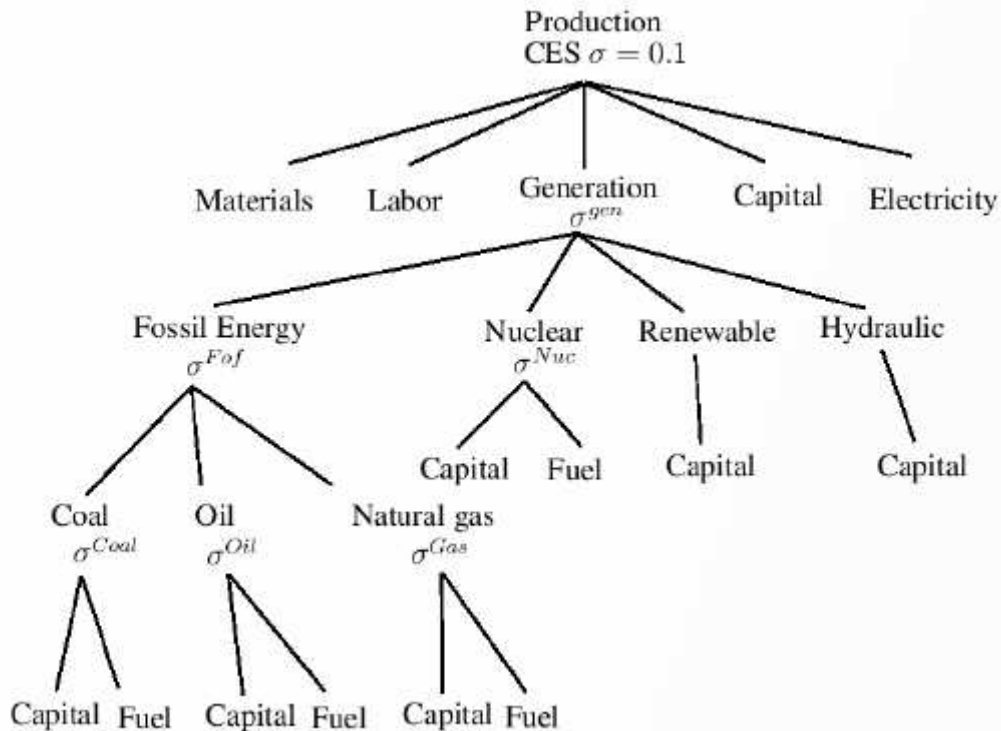 Production
CES σ = 0.1
Materials Labor Generation Capital Electricity
σ^{gen}
Fossil Energy Nuclear Renewable Hydraulic
σ^{Fof} σ^{Nuc}
Capital Fuel Capital Capital
Coal Oil Natural gas
σ^{Coal} σ^{Oil} σ^{Gas}
Capital Fuel Capital Fuel Capital Fuel